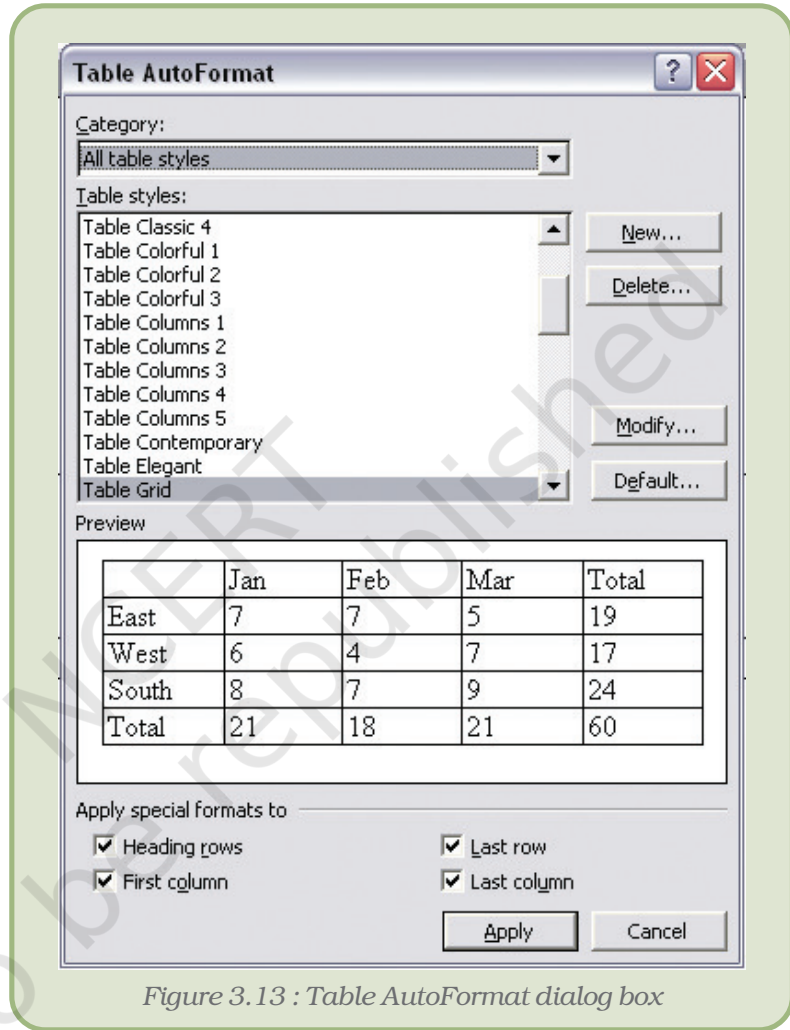 Table AutoFormat
Category:
All table styles
Table styles:
Table Classic 4
Table Colorful 1
Table Colorful 2
Table Colorful 3
Table Columns 1
Table Columns 2
Table Columns 3
Table Columns 4
Table Columns 5
Table Contemporary
Table Elegant
Table Grid
New...
Delete...
Modify...
Default...
Preview
Jan Feb Mar Total
East 7 7 5 19
West 6 4 7 17
South 8 7 9 24
Total 21 18 21 60
Apply special formats to
Heading rows
Last row
First column
Last column
Apply
Cancel
Figure 3.13 : Table AutoFormat dialog box
NCERT
o be republished